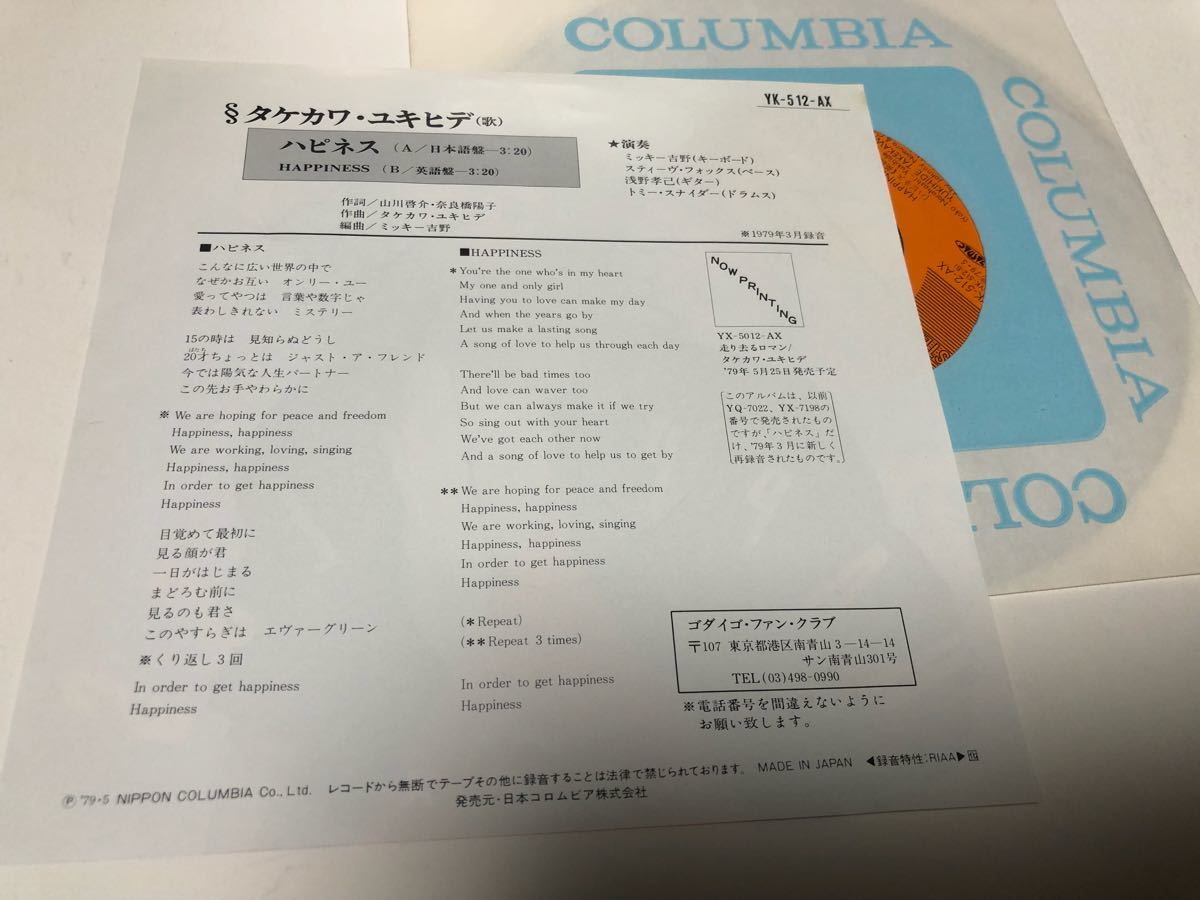 COLUMBIA
COLUMBIA
YK-512-AX
§タケカワ・ユキヒデ(歌)
ハピネス (A/日本語盤—3:20)
HAPPINESS (B/英語盤—3:20)
作詞/山川啓介・奈良橋陽子
作曲/タケカワ・ユキヒデ
編曲/ミッキー吉野
★演奏
ミッキー吉野(キーボード)
スティーヴ・フォックス(ベース)
浅野孝己(ギター)
トミー・スナイダー(ドラムス)
※1979年3月録音
■ハピネス
こんなに広い世界の中で
なぜかお互い オンリー・ユー
愛ってやつは 言葉や数字じゃ
表わしきれない ミステリー
15の時は 見知らぬどうし
20才ちょっとは ジャスト・ア・フレンド
はたち
今では陽気な人生パートナー
この先お手やわらかに
※ We are hoping for peace and freedom
Happiness, happiness
We are working, loving, singing
Happiness, happiness
In order to get happiness
Happiness
目覚めて最初に
見る顔が君
一日がはじまる
まどろむ前に
見るのも君さ
このやすらぎは エヴァーグリーン
※くり返し3回
In order to get happiness
Happiness
■HAPPINESS
* You're the one who's in my heart
My one and only girl
Having you to love can make my day
And when the years go by
Let us make a lasting song
A song of love to help us through each day
There'll be bad times too
And love can waver too
But we can always make it if we try
So sing out with your heart
We've got each other now
And a song of love to help us to get by
** We are hoping for peace and freedom
Happiness, happiness
We are working, loving, singing
Happiness, happiness
In order to get happiness
Happiness
(* Repeat)
(** Repeat 3 times)
In order to get happiness
Happiness
NOW PRINTING
YX-5012-AX
走り去るロマン/
タケカワ・ユキヒデ
'79年5月25日発売予定
このアルバムは、以前
YQ-7022、YX-7198の
番号で発売されたもの
ですが、「ハピネス」だ
け、'79年3月に新しく
再録音されたものです。
ゴダイゴ・ファン・クラブ
〒107 東京都港区南青山3—14—14
サン南青山301号
TEL(03)498-0990
※電話番号を間違えないように
お願い致します。
Ⓟ '79・5 NIPPON COLUMBIA Co., Ltd. レコードから無断でテープその他に録音することは法律で禁じられております。 MADE IN JAPAN ◀録音特性:RIAA▶
発売元・日本コロムビア株式会社